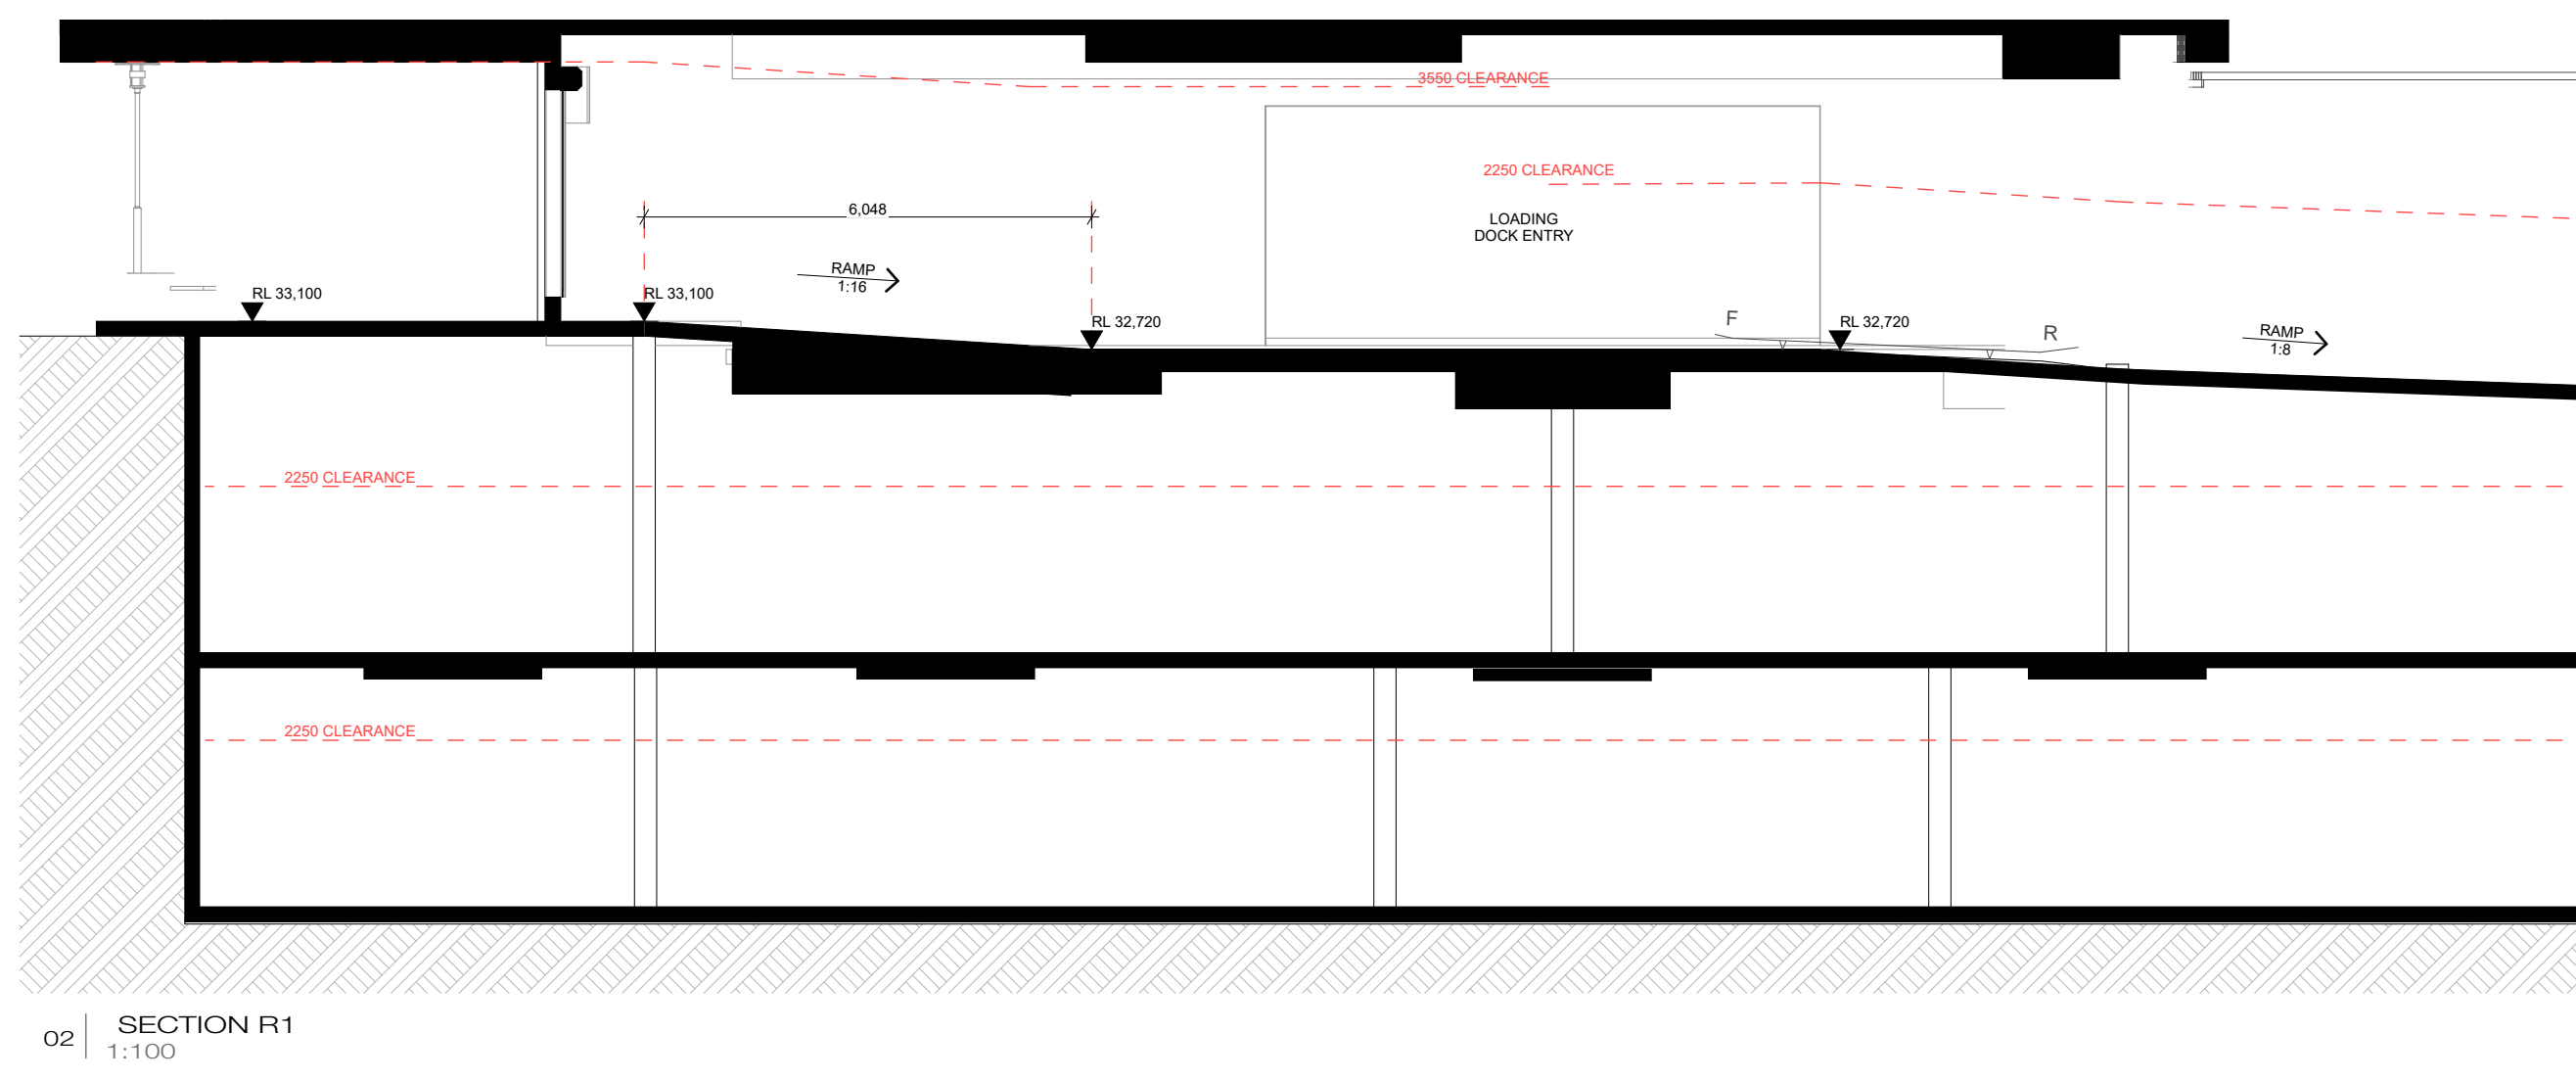 3550 CLEARANCE
2250 CLEARANCE
6,048
LOADING
DOCK ENTRY
RAMP
1:16
RL 33,100
RL 33,100
RL 32,720
F
RL 32,720
R
RAMP
1:8
2250 CLEARANCE
2250 CLEARANCE
02
SECTION R1
1:100